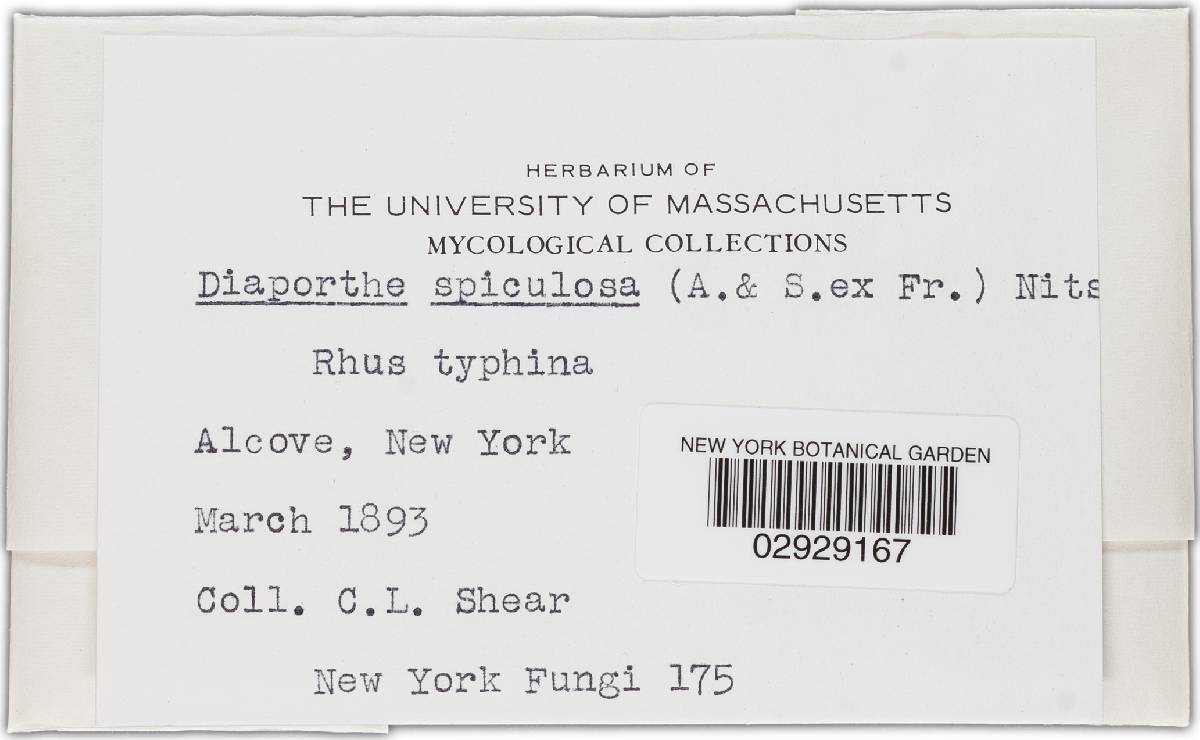 HERBARIUM OF
THE UNIVERSITY OF MASSACHUSETTS
MYCOLOGICAL COLLECTIONS
Diaporthe spiculosa (A.& S.ex Fr.) Nits
Rhus typhina
Alcove, New York
March 1893
Coll. C.L. Shear
New York Fungi 175
NEW YORK BOTANICAL GARDEN
02929167